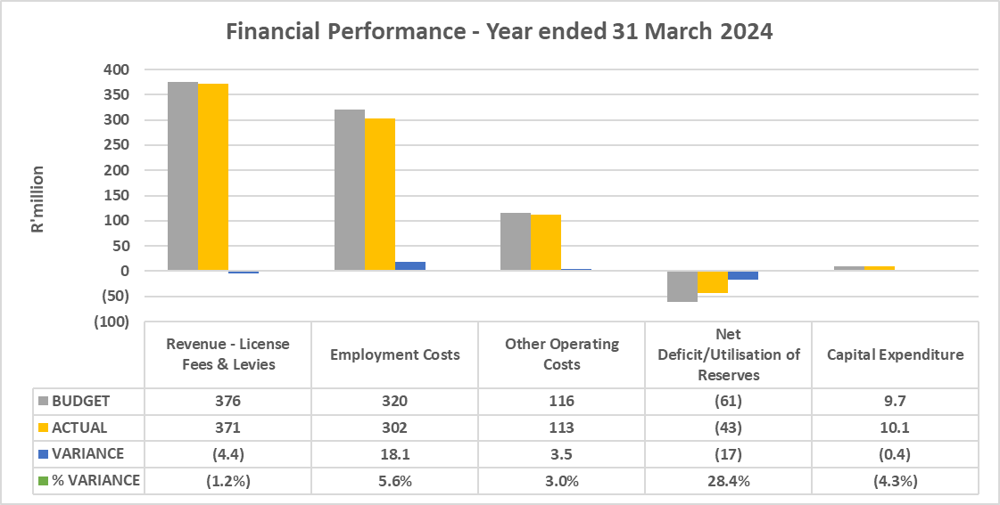 Financial Performance - Year ended 31 March 2024
R'million
400
350
300
250
200
150
100
50
0
(50)
(100)
Revenue - License
Fees & Levies
Employment Costs
Other Operating
Costs
Net
Deficit/Utilisation of
Reserves
Capital Expenditure
BUDGET 376 320 116 (61) 9.7
ACTUAL 371 302 113 (43) 10.1
VARIANCE (4.4) 18.1 3.5 (17) (0.4)
% VARIANCE (1.2%) 5.6% 3.0% 28.4% (4.3%)